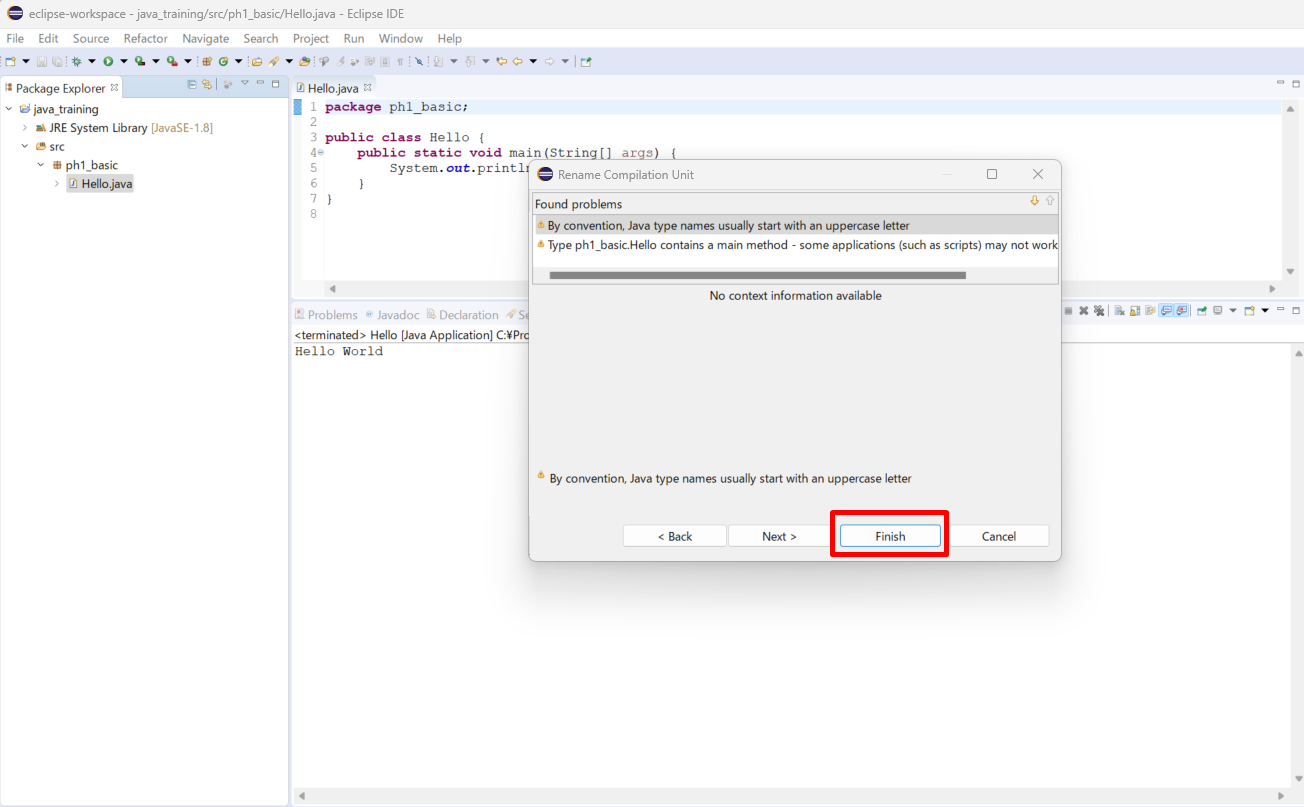 eclipse-workspace - java_training/src/ph1_basic/Hello.java - Eclipse IDE
File Edit Source Refactor Navigate Search Project Run Window Help
Package Explorer
java_training
JRE System Library [JavaSE-1.8]
src
ph1_basic
Hello.java
Hello.java
1 package ph1_basic;
2
3 public class Hello {
4 public static void main(String[] args) {
5 System.out.println
6 }
7 }
8
Rename Compilation Unit
Found problems
By convention, Java type names usually start with an uppercase letter
Type ph1_basic.Hello contains a main method - some applications (such as scripts) may not work
No context information available
By convention, Java type names usually start with an uppercase letter
< Back Next > Finish Cancel
Problems Javadoc Declaration Se
<terminated> Hello [Java Application] C:¥Pro
Hello World